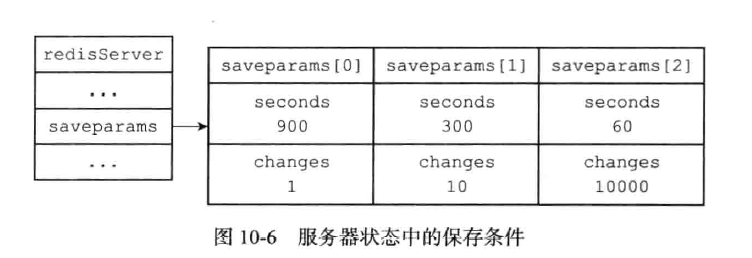 redisServer
...
saveparams
...
saveparams[0] saveparams[1] saveparams[2]
seconds seconds seconds
900 300 60
changes changes changes
1 10 10000
图 10-6 服务器状态中的保存条件